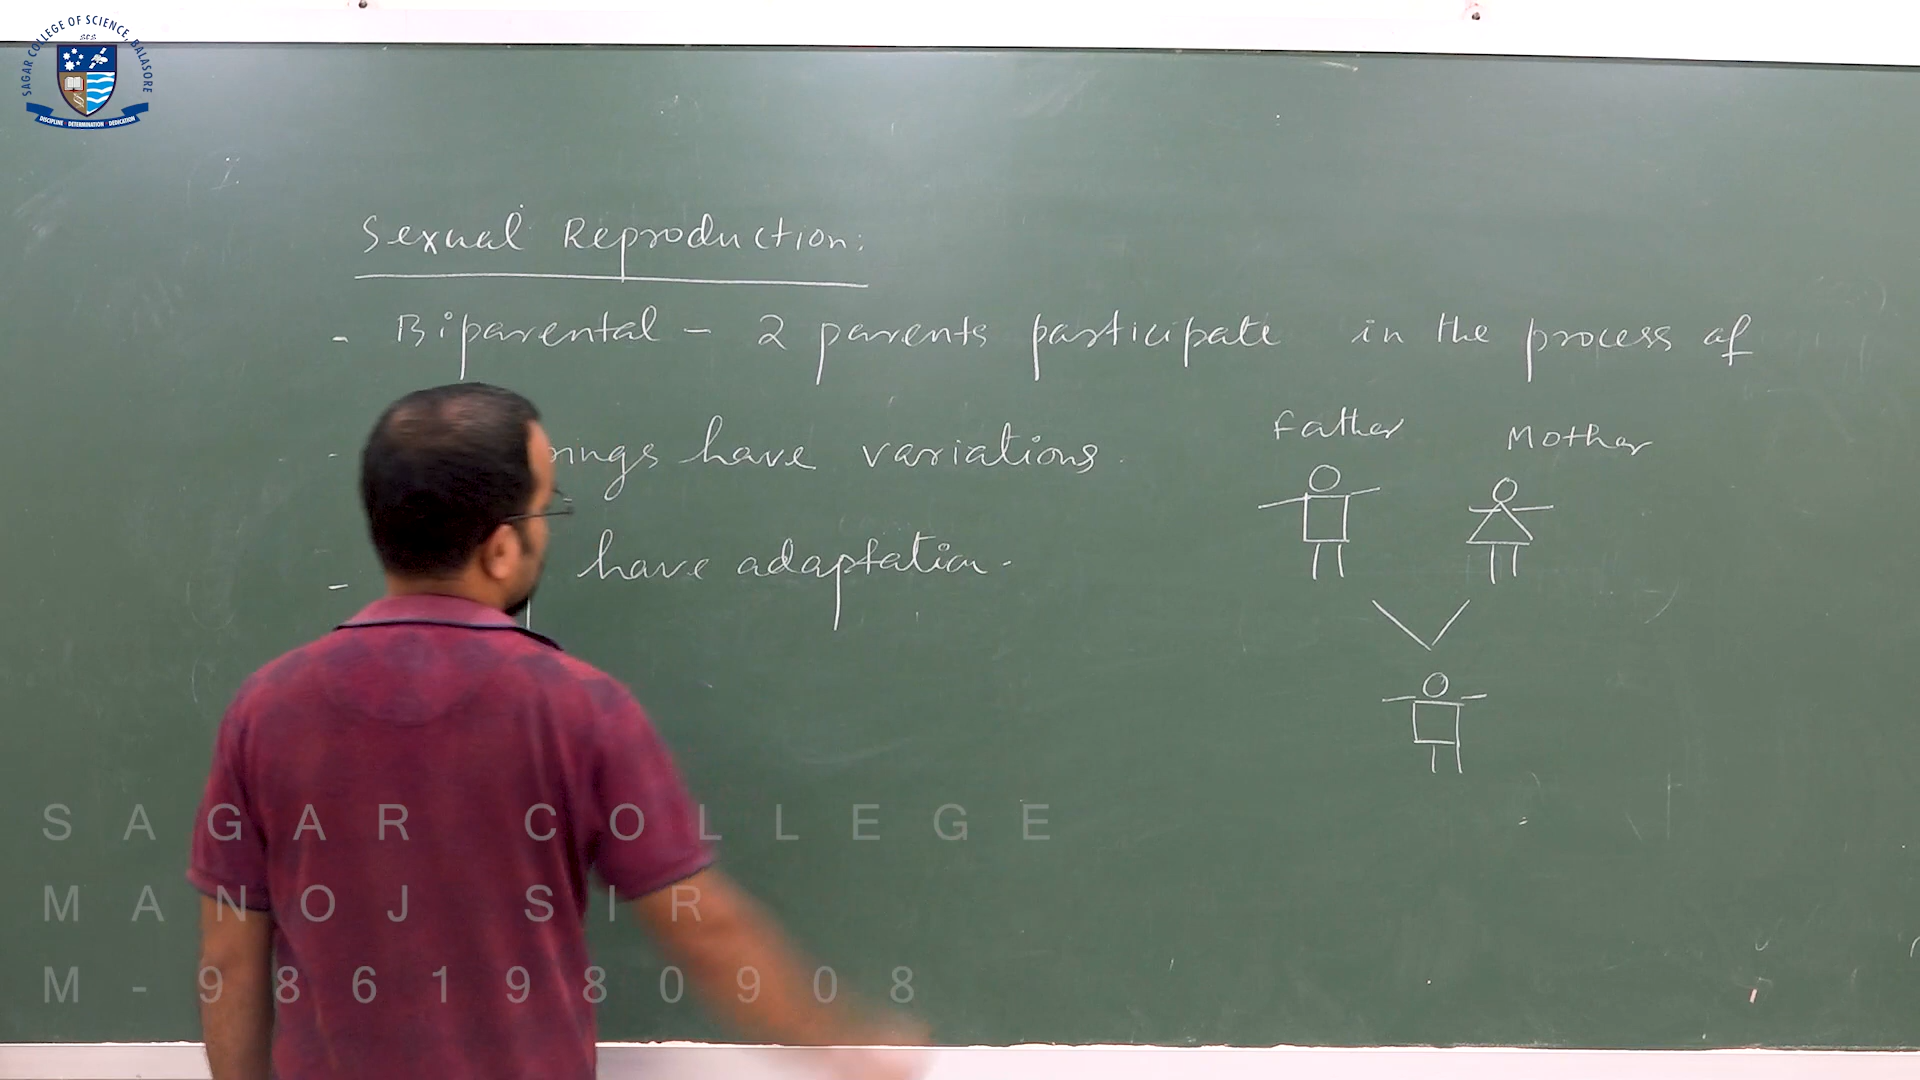 SAGAR COLLEGE OF SCIENCE, BALASORE
DISCIPLINE DETERMINATION DEDICATION
Sexual Reproduction:
- Biparental - 2 parents participate in the process of
- have variations.
- have adaptation.
Father Mother
SAGAR COLLEGE
MANOJ SIR
M-9861980908